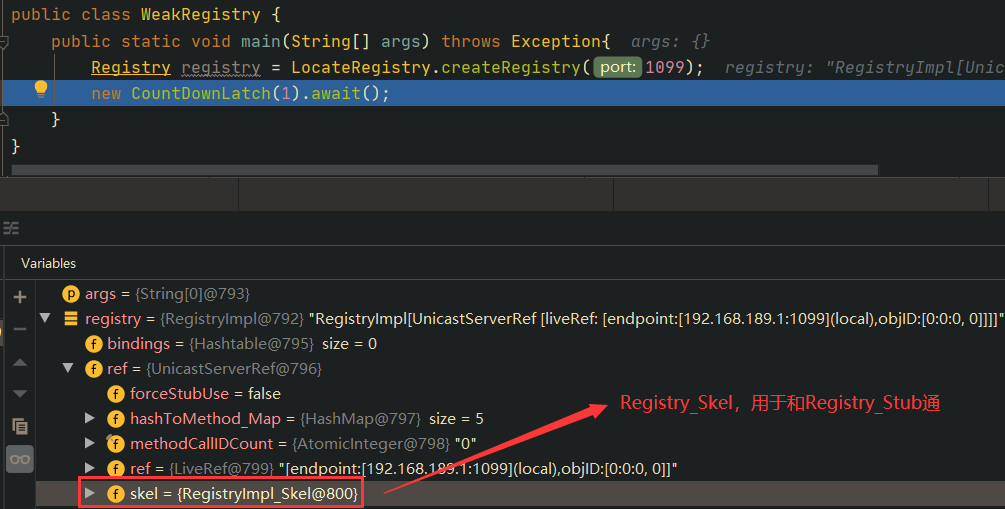 public class WeakRegistry {
public static void main(String[] args) throws Exception{ args: {}
Registry registry = LocateRegistry.createRegistry( port: 1099); registry: "RegistryImpl[Unic
new CountDownLatch(1).await();
}
}
Variables
p args = {String[0]@793}
registry = {RegistryImpl@792} "RegistryImpl[UnicastServerRef [liveRef: [endpoint:[192.168.189.1:1099](local),objID:[0:0:0, 0]]]]"
f bindings = {Hashtable@795} size = 0
f ref = {UnicastServerRef@796}
f forceStubUse = false
f hashToMethod_Map = {HashMap@797} size = 5
f methodCallIDCount = {AtomicInteger@798} "0"
f ref = {LiveRef@799} "[endpoint:[192.168.189.1:1099](local),objID:[0:0:0, 0]]"
f skel = {RegistryImpl_Skel@800}
Registry_Skel，用于和Registry_Stub通